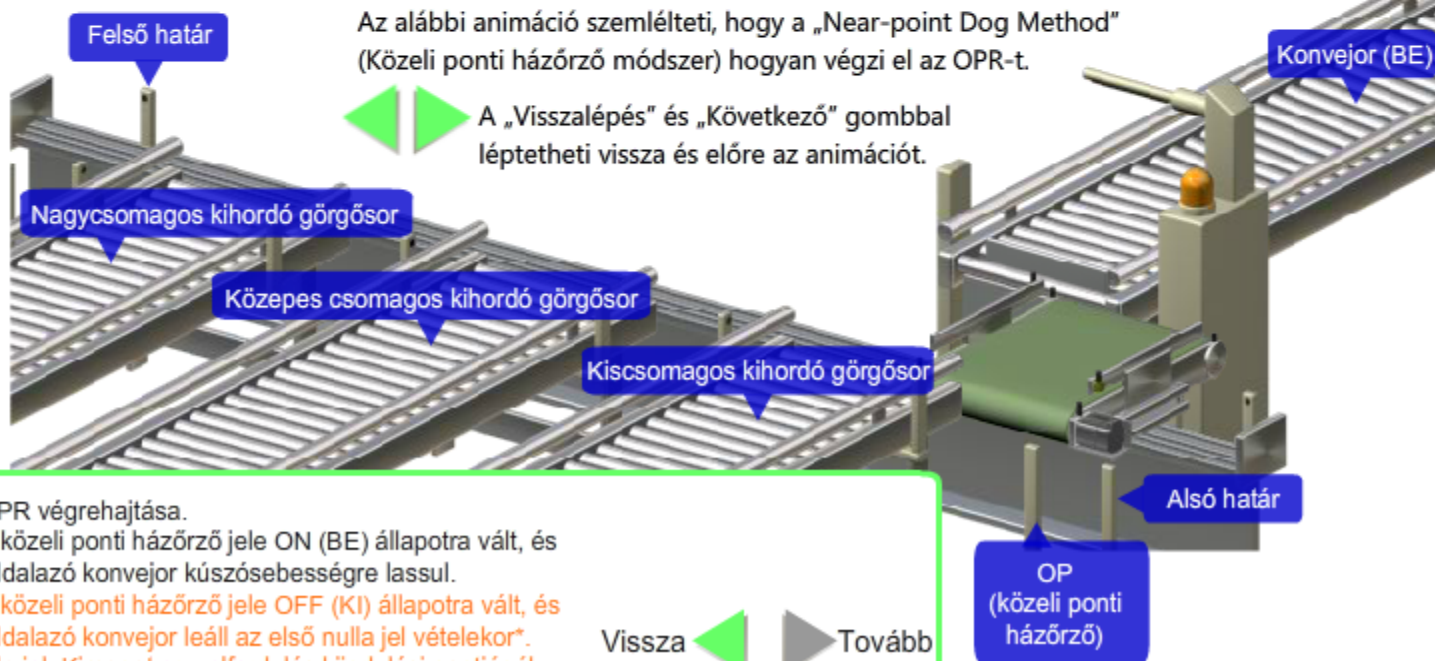 Felső határ
Az alábbi animáció szemlélteti, hogy a „Near-point Dog Method”
(Közeli ponti házőrző módszer) hogyan végzi el az OPR-t.
Konvejor (BE)
A „Visszalépés” és „Következő” gombbal
léptetheti vissza és előre az animációt.
Nagycsomagos kihordó görgősor
Közepes csomagos kihordó görgősor
Kiscsomagos kihordó görgősor
Alsó határ
OP
(közeli ponti
házőrző)
PR végrehajtása.
közeli ponti házőrző jele ON (BE) állapotra vált, és
ldalazó konvejor kúszósebességre lassul.
közeli ponti házőrző jele OFF (KI) állapotra vált, és
ldalazó konvejor leáll az első nulla jel vételekor*.
Vissza
Tovább